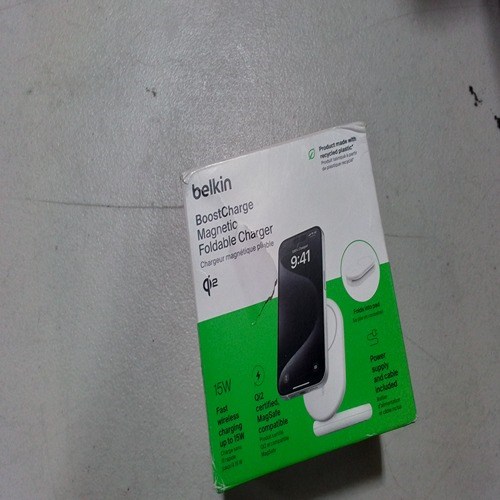 belkin
BoostCharge
Magnetic
Foldable Charger
Chargeur magnétique pliable
Qi2
Product made with
recycled plastic*
9:41
15W
Fast
wireless
charging
up to 15W
Qi2
certified,
MagSafe
compatible
Power
supply
and cable
included